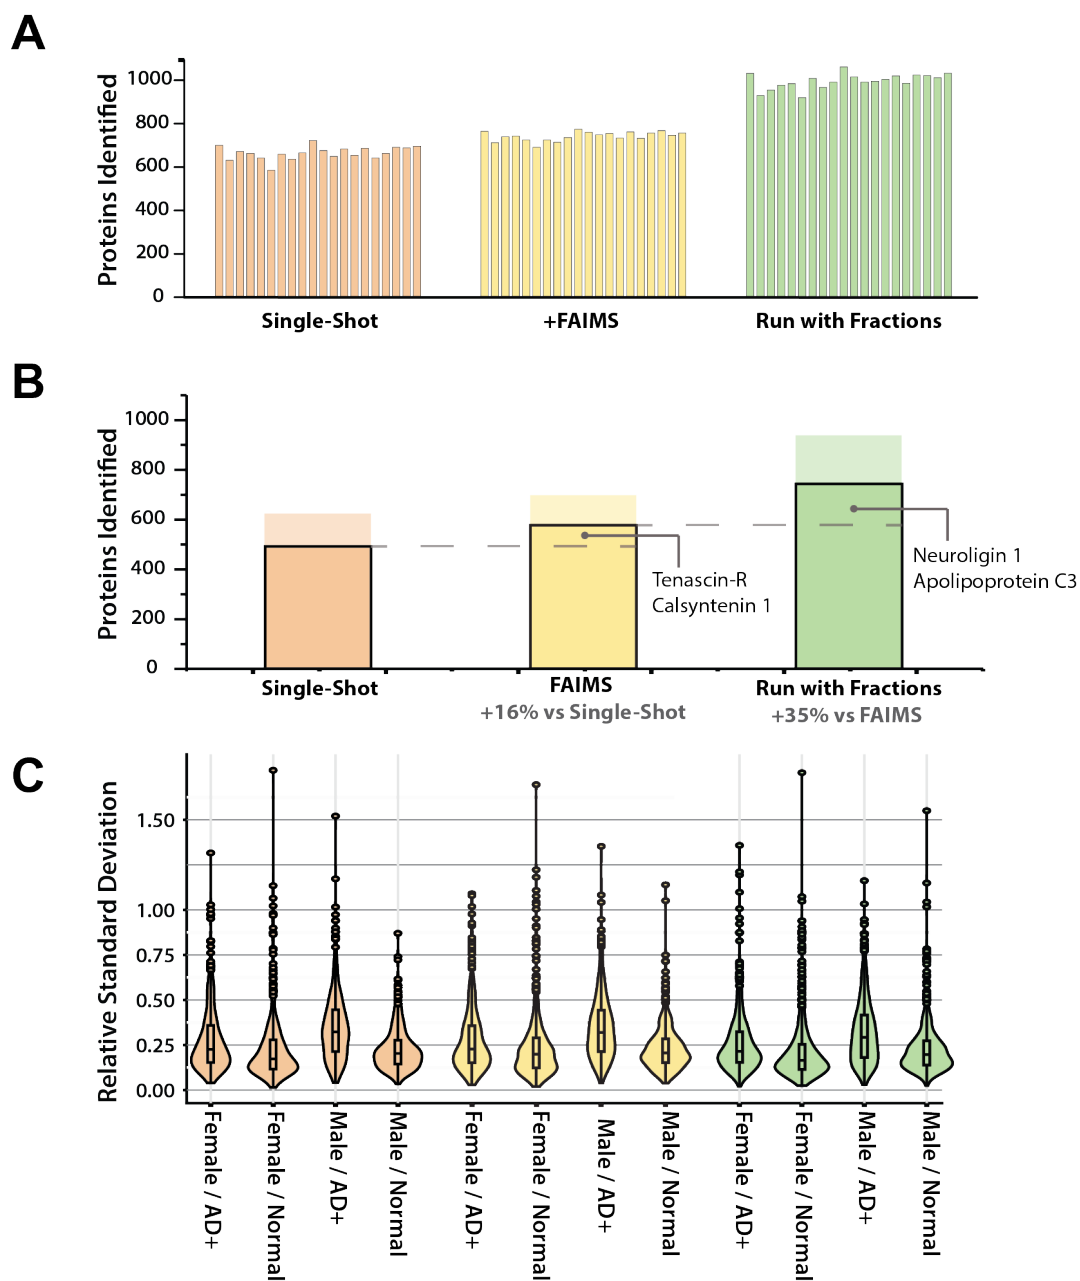 A
Proteins Identified
1000
800
600
400
200
0
Single-Shot
+FAIMS
Run with Fractions
B
Proteins Identified
1000
800
600
400
200
0
Tenascin-R
Calsyntenin 1
Neuroligin 1
Apolipoprotein C3
Single-Shot
FAIMS
+16% vs Single-Shot
Run with Fractions
+35% vs FAIMS
C
Relative Standard Deviation
1.50
1.00
0.75
0.50
0.25
0.00
Female / AD+
Female / Normal
Male / AD+
Male / Normal
Female / AD+
Female / Normal
Male / AD+
Male / Normal
Female / AD+
Female / Normal
Male / AD+
Male / Normal